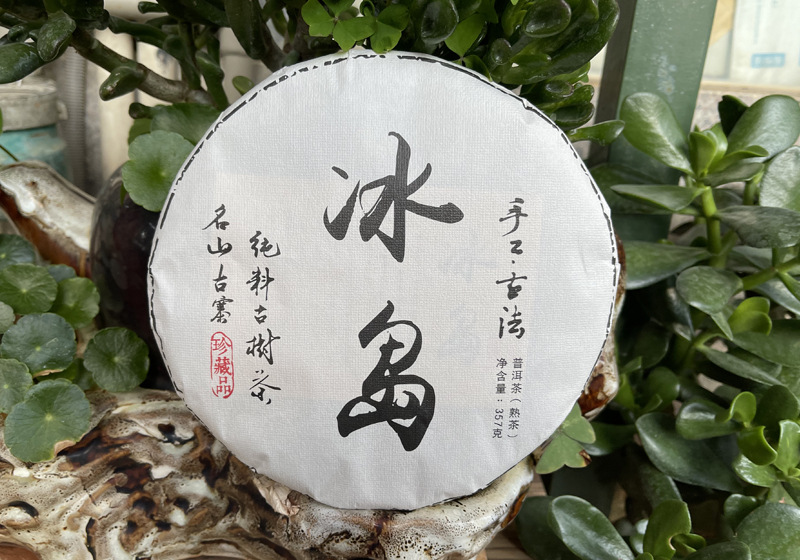 手工·古法
普洱茶（熟茶）
净含量：357克
冰岛
纯料古樹茶
名山古寨
珍藏品